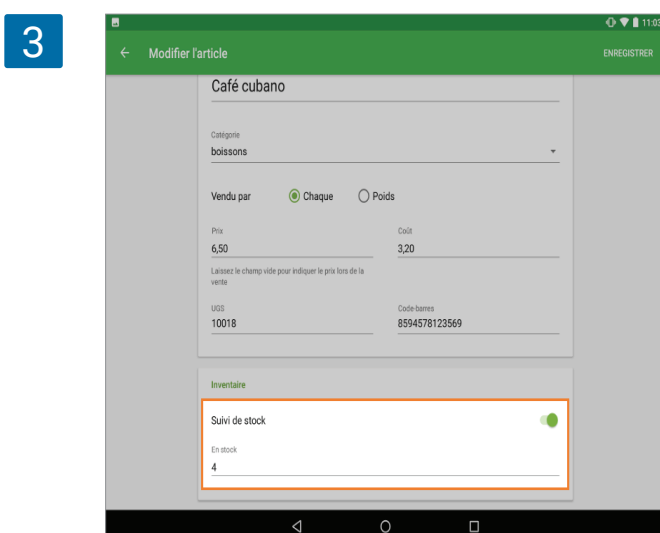 3
11:03
Modifier l'article
ENREGISTRER
Café cubano
Catégorie
boissons
Vendu par Chaque Poids
Prix Coût
6,50 3,20
Laissez le champ vide pour indiquer le prix lors de la
vente
UGS Code-barres
10018 8594578123569
Inventaire
Suivi de stock
En stock
4